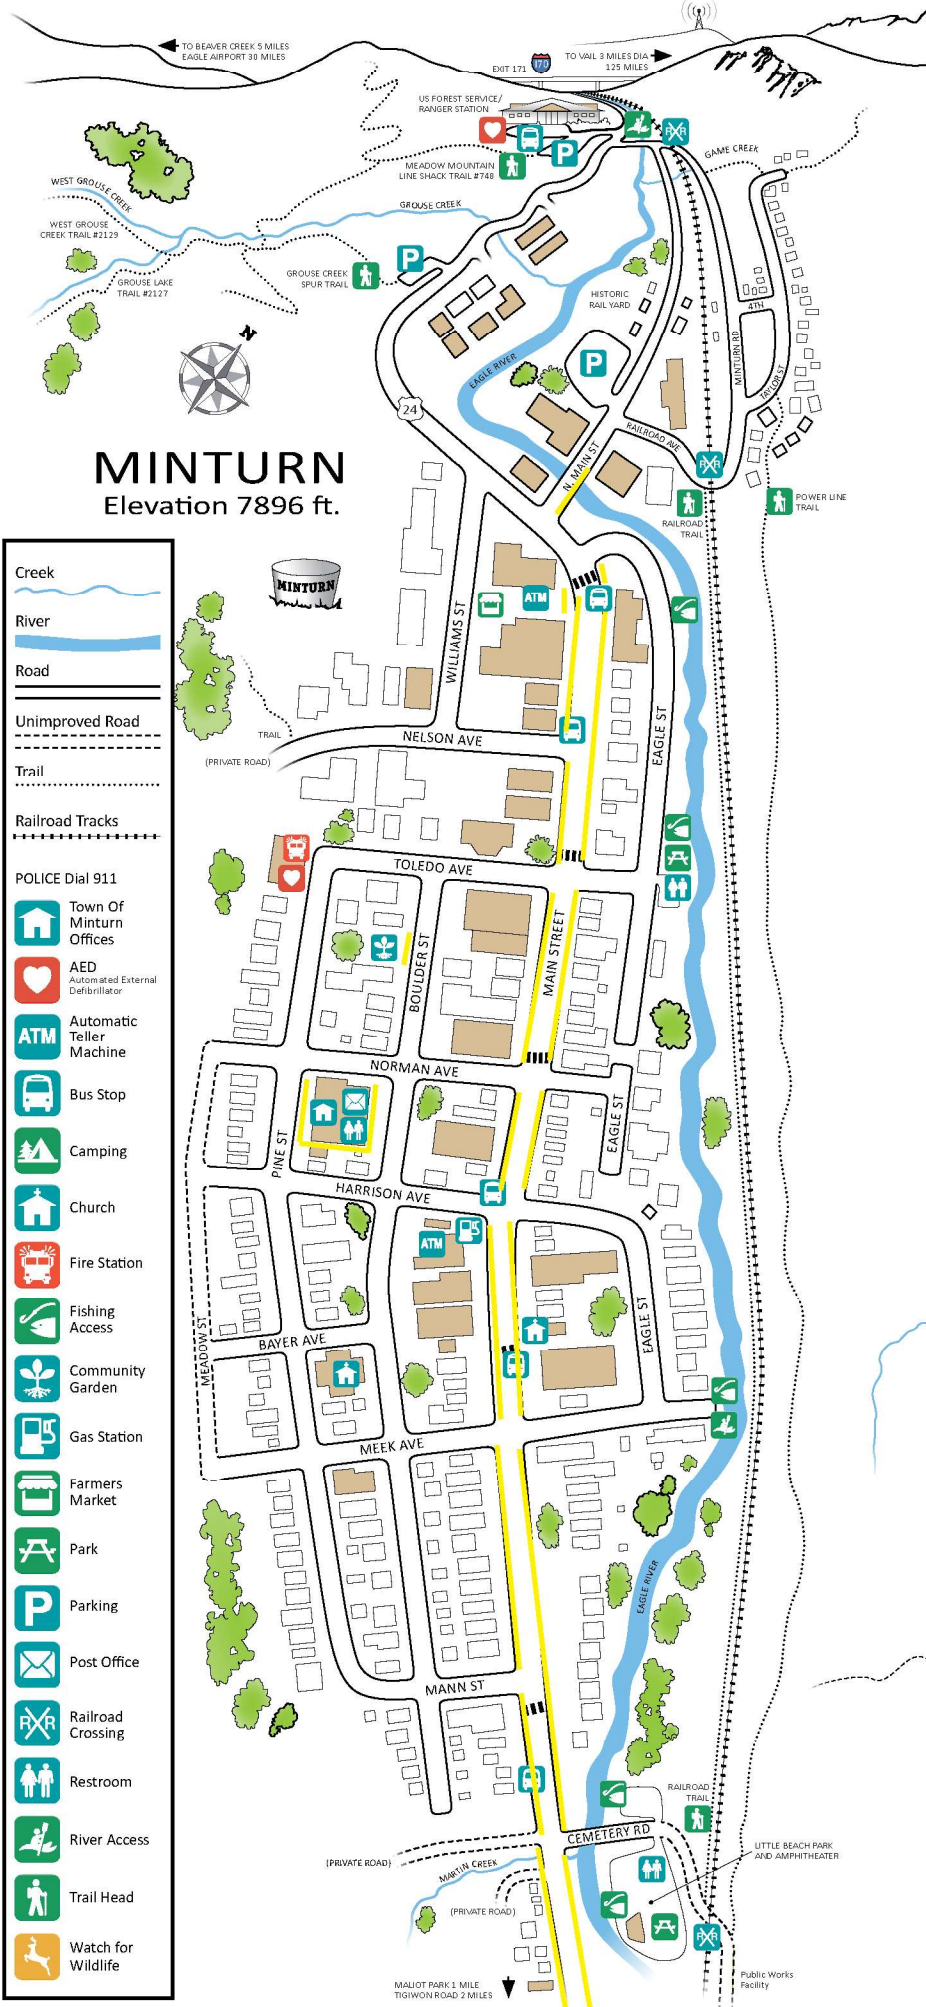 TO BEAVER CREEK 5 MILES
EAGLE AIRPORT 30 MILES
EXIT 171
170
TO VAIL 3 MILES DIA
125 MILES
US FOREST SERVICE/
RANGER STATION
P
RXR
MEADOW MOUNTAIN
LINE SHACK TRAIL #748
GAME CREEK
WEST GROUSE CREEK
GROUSE CREEK
WEST GROUSE
CREEK TRAIL #2129
P
GROUSE CREEK
SPUR TRAIL
GROUSE LAKE
TRAIL #2127
HISTORIC
RAIL YARD
4TH
N
MINTURN RD
EAGLE RIVER
P
TAYLOR ST
24
RAILROAD AVE
MINTURN
Elevation 7896 ft.
N. MAIN ST
RXR
RAILROAD
TRAIL
POWER LINE
TRAIL
MINTURN
ATM
WILLIAMS ST
EAGLE ST
TRAIL
NELSON AVE
(PRIVATE ROAD)
TOLEDO AVE
BOULDER ST
MAIN STREET
NORMAN AVE
EAGLE ST
PINE ST
HARRISON AVE
ATM
MEADOW ST
BAYER AVE
EAGLE ST
MEEK AVE
EAGLE RIVER
MANN ST
RAILROAD
TRAIL
CEMETERY RD
(PRIVATE ROAD)
MARTIN CREEK
LITTLE BEACH PARK
AND AMPHITHEATER
(PRIVATE ROAD)
RXR
MALIOT PARK 1 MILE
TIGIWON ROAD 2 MILES
Public Works
Facility
Creek
River
Road
Unimproved Road
Trail
Railroad Tracks
POLICE Dial 911
Town Of
Minturn
Offices
AED
Automated External
Defibrillator
ATM
Automatic
Teller
Machine
Bus Stop
Camping
Church
Fire Station
Fishing
Access
Community
Garden
Gas Station
Farmers
Market
Park
P
Parking
Post Office
RXR
Railroad
Crossing
Restroom
River Access
Trail Head
Watch for
Wildlife